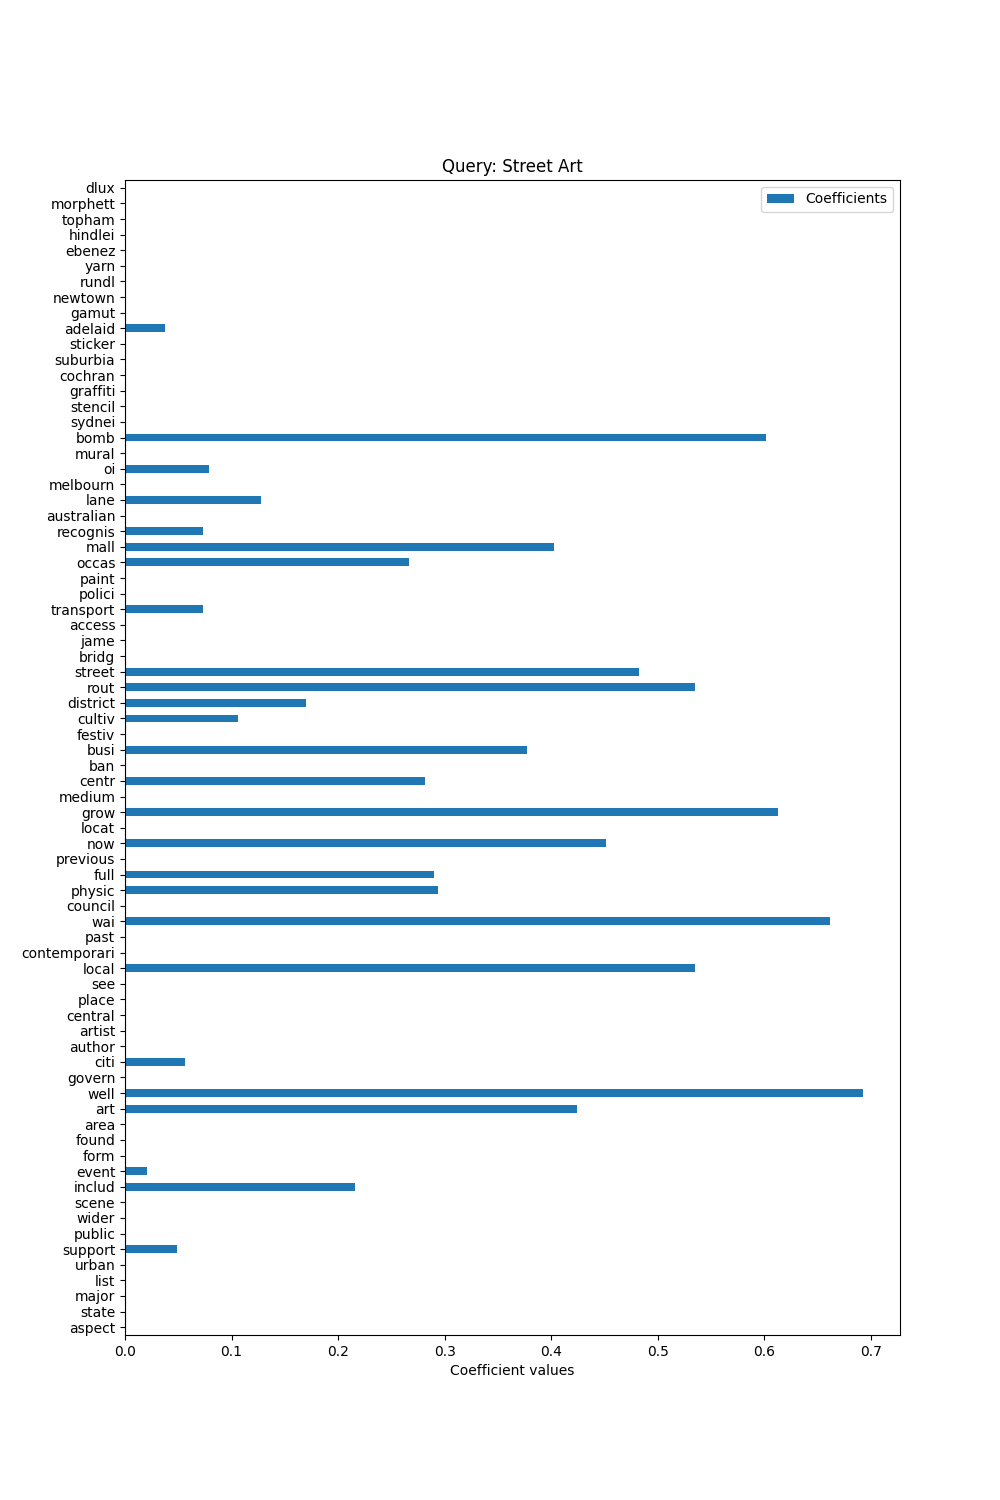 Query: Street Art
Coefficients
dlux
morphett
topham
hindlei
ebenez
yarn
rundl
newtown
gamut
adelaid
sticker
suburbia
cochran
graffiti
stencil
sydnei
bomb
mural
oi
melbourn
lane
australian
recognis
mall
occas
paint
polici
transport
access
jame
bridg
street
rout
district
cultiv
festiv
busi
ban
centr
medium
grow
locat
now
previous
full
physic
council
wai
past
contemporari
local
see
place
central
artist
author
citi
govern
well
art
area
found
form
event
includ
scene
wider
public
support
urban
list
major
state
aspect
0.0 0.1 0.2 0.3 0.4 0.5 0.6 0.7
Coefficient values